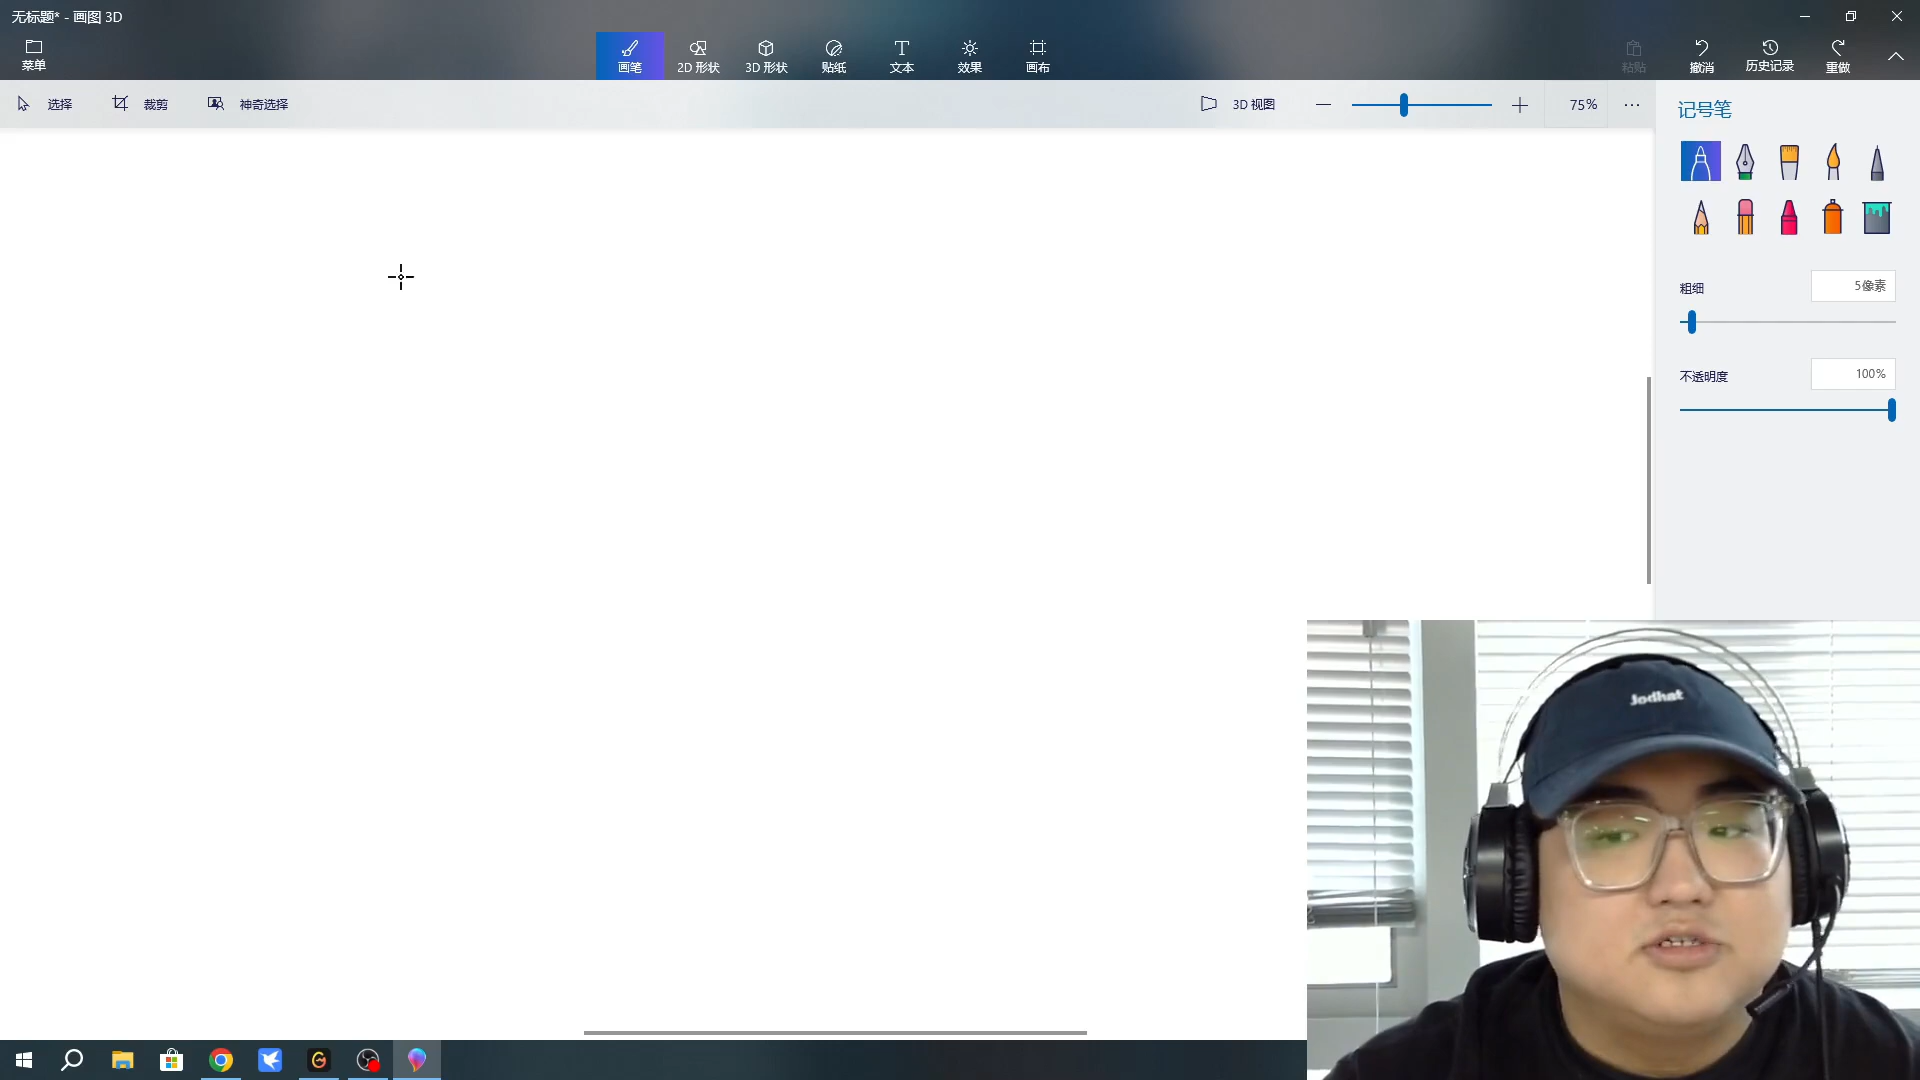 无标题* - 画图 3D
菜单
画笔
2D 形状
3D 形状
贴纸
文本
效果
画布
粘贴
撤消
历史记录
重做
选择
裁剪
神奇选择
3D 视图
75%
记号笔
粗细
5像素
不透明度
100%
Jodhat